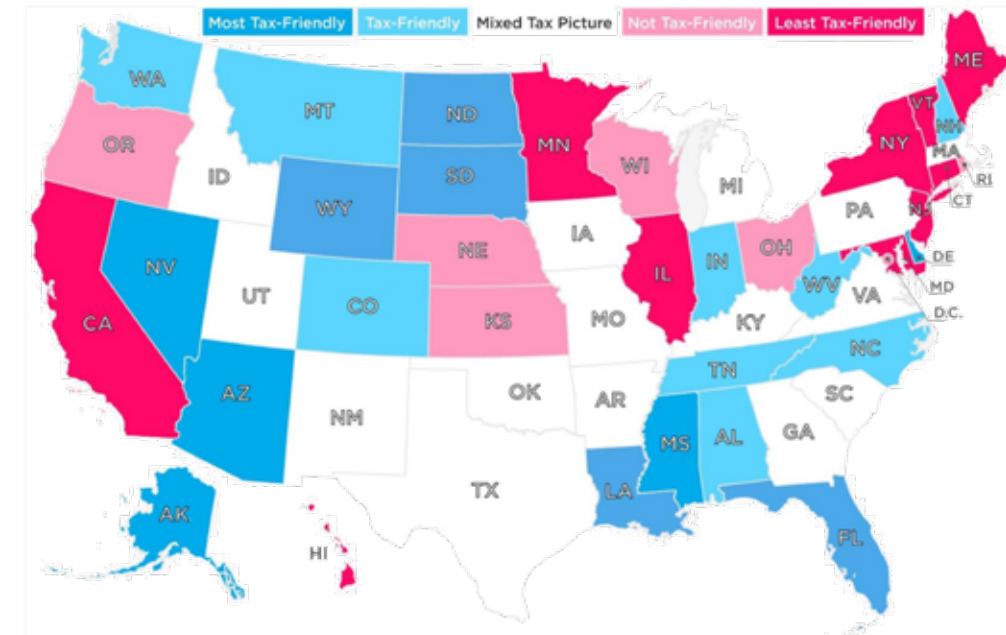 Most Tax-Friendly Tax-Friendly Mixed Tax Picture Not Tax-Friendly Least Tax-Friendly
ME
WA
VT
MT
ND
NH
OR
MN
NY
MA
ID
SD
WI
RI
WY
MI
CT
IA
PA
NJ
NE
NV
IL
IN
OH
DE
UT
CO
WV
MD
CA
KS
MO
VA
D.C.
KY
NC
TN
AZ
OK
NM
AR
SC
MS
AL
GA
TX
LA
AK
FL
HI